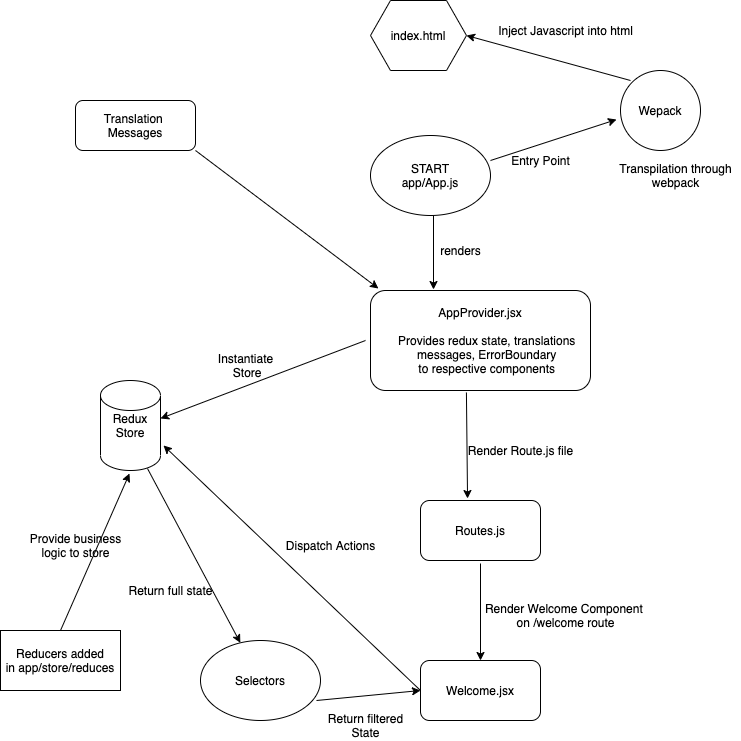 index.html
Inject Javascript into html
Wepack
Translation
Messages
START
app/App.js
Entry Point
Transpilation through
webpack
renders
AppProvider.jsx
Provides redux state, translations
messages, ErrorBoundary
to respective components
Instantiate
Store
Redux
Store
Render Route.js file
Routes.js
Provide business
logic to store
Dispatch Actions
Return full state
Render Welcome Component
on /welcome route
Reducers added
in app/store/reduces
Selectors
Welcome.jsx
Return filtered
State